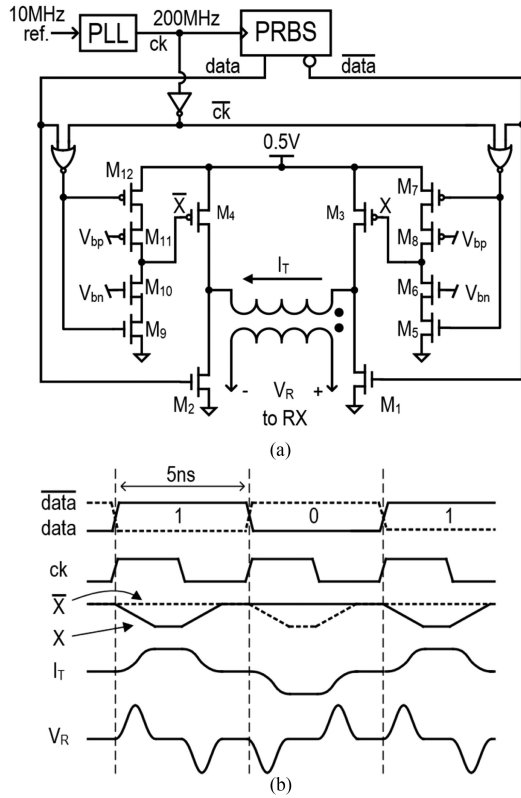 10MHz
ref.
PLL
200MHz
ck
PRBS
data
data
ck
0.5V
M12
X
M4
M3
X
M7
Vbp
M11
M8
Vbp
IT
Vbn
M10
M6
Vbn
M9
M5
M2
- VR +
to RX
M1
(a)
5ns
data
data
1
0
1
ck
X
X
IT
VR
(b)